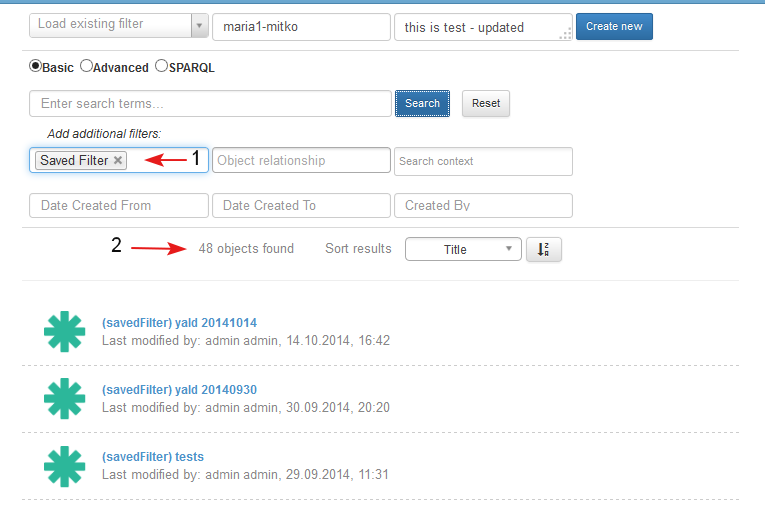 Load existing filter maria1-mitko this is test - updated Create new
Basic Advanced SPARQL
Enter search terms... Search Reset
Add additional filters:
Saved Filter × 1 Object relationship Search context
Date Created From Date Created To Created By
2 48 objects found Sort results Title
(savedFilter) yald 20141014
Last modified by: admin admin, 14.10.2014, 16:42
(savedFilter) yald 20140930
Last modified by: admin admin, 30.09.2014, 20:20
(savedFilter) tests
Last modified by: admin admin, 29.09.2014, 11:31